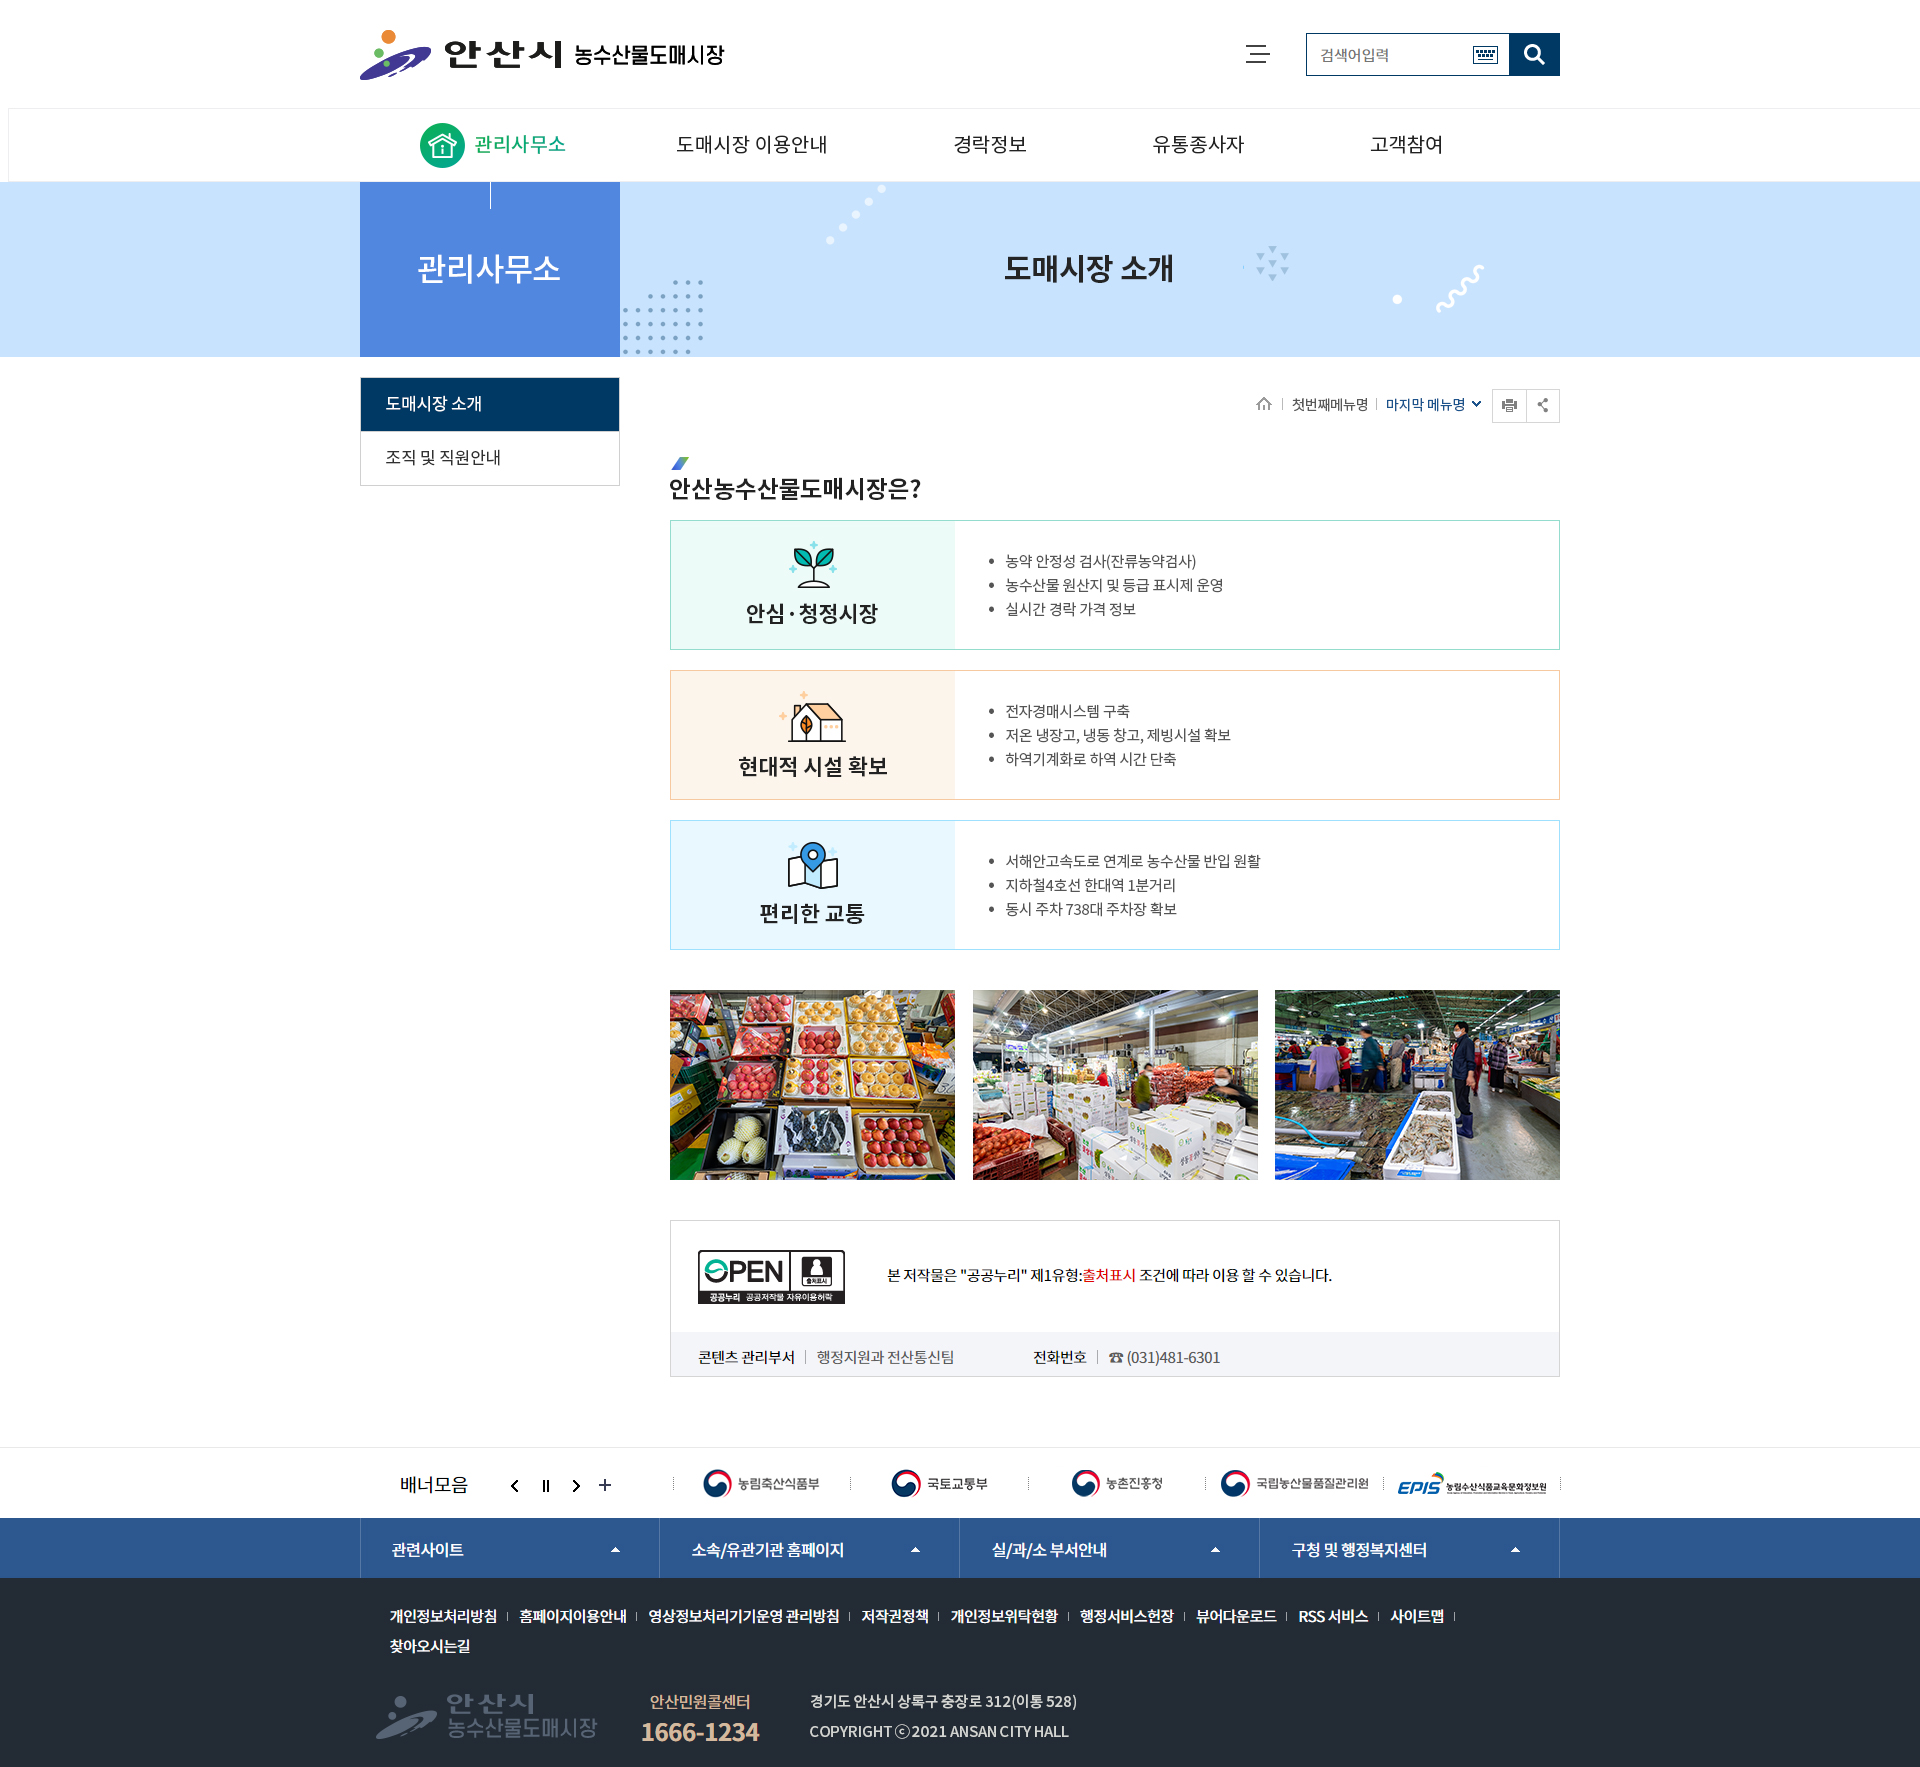 안산시 농수산물도매시장
검색어입력
관리사무소
도매시장 이용안내
경락정보
유통종사자
고객참여
관리사무소
도매시장 소개
도매시장 소개
조직 및 직원안내
첫번째메뉴명
마지막 메뉴명
안산농수산물도매시장은?
안심·청정시장
농약 안정성 검사(잔류농약검사)
농수산물 원산지 및 등급 표시제 운영
실시간 경락 가격 정보
현대적 시설 확보
전자경매시스템 구축
저온 냉장고, 냉동 창고, 제빙시설 확보
하역기계화로 하역 시간 단축
편리한 교통
서해안고속도로 연계로 농수산물 반입 원활
지하철4호선 한대역 1분거리
동시 주차 738대 주차장 확보
OPEN
출처표시
공공누리 공공저작물 자유이용허락
본 저작물은 "공공누리" 제1유형:출처표시 조건에 따라 이용 할 수 있습니다.
콘텐츠 관리부서
행정지원과 전산통신팀
전화번호
☎ (031)481-6301
배너모음
농림축산식품부
국토교통부
농촌진흥청
국립농산물품질관리원
EPIS 농림수산식품교육문화정보원
관련사이트
소속/유관기관 홈페이지
실/과/소 부서안내
구청 및 행정복지센터
개인정보처리방침
홈페이지이용안내
영상정보처리기기운영 관리방침
저작권정책
개인정보위탁현황
행정서비스헌장
뷰어다운로드
RSS 서비스
사이트맵
찾아오시는길
안산시
농수산물도매시장
안산민원콜센터
1666-1234
경기도 안산시 상록구 충장로 312(이동 528)
COPYRIGHT ⓒ 2021 ANSAN CITY HALL